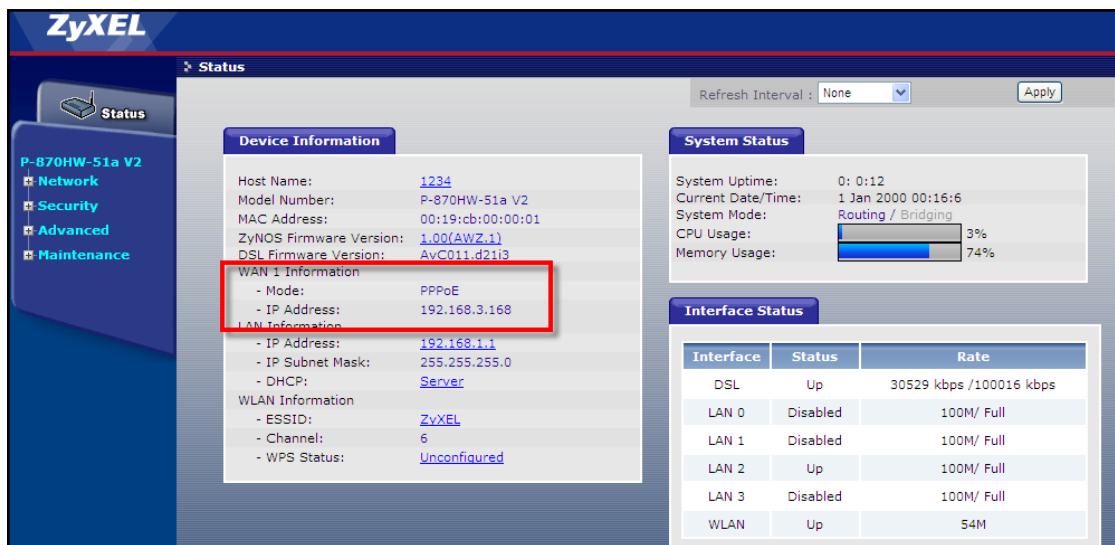 ZyXEL
Status
Status
P-870HW-51a V2
Network
Security
Advanced
Maintenance
Refresh Interval : None
Apply
Device Information
Host Name: 1234
Model Number: P-870HW-51a V2
MAC Address: 00:19:cb:00:00:01
ZyNOS Firmware Version: 1.00(AWZ.1)
DSL Firmware Version: AvC011.d21i3
WAN 1 Information
- Mode: PPPoE
- IP Address: 192.168.3.168
LAN Information
- IP Address: 192.168.1.1
- IP Subnet Mask: 255.255.255.0
- DHCP: Server
WLAN Information
- ESSID: ZyXEL
- Channel: 6
- WPS Status: Unconfigured
System Status
System Uptime: 0: 0:12
Current Date/Time: 1 Jan 2000 00:16:6
System Mode: Routing / Bridging
CPU Usage: 3%
Memory Usage: 74%
Interface Status
Interface Status Rate
DSL Up 30529 kbps /100016 kbps
LAN 0 Disabled 100M/ Full
LAN 1 Disabled 100M/ Full
LAN 2 Up 100M/ Full
LAN 3 Disabled 100M/ Full
WLAN Up 54M